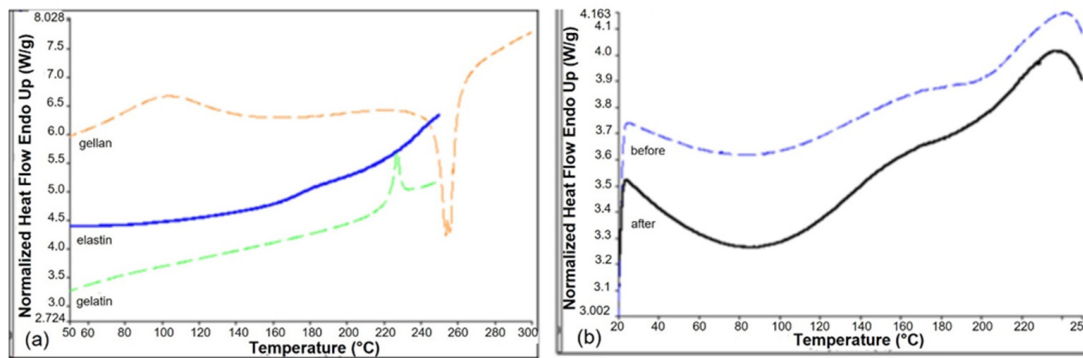 8.028
7.5
7.0
6.5
6.0
5.5
5.0
4.5
4.0
3.5
3.0
2.724
Normalized Heat Flow Endo Up (W/g)
gellan
elastin
gelatin
(a)
50 60 80 100 120 140 160 180 200 220 240 260 280 300
Temperature (°C)
4.163
4.1
4.0
3.9
3.8
3.7
3.6
3.5
3.4
3.3
3.2
3.1
3.002
Normalized Heat Flow Endo Up (W/g)
before
after
(b)
20 40 60 80 100 120 140 160 180 200 220 240
Temperature (°C)